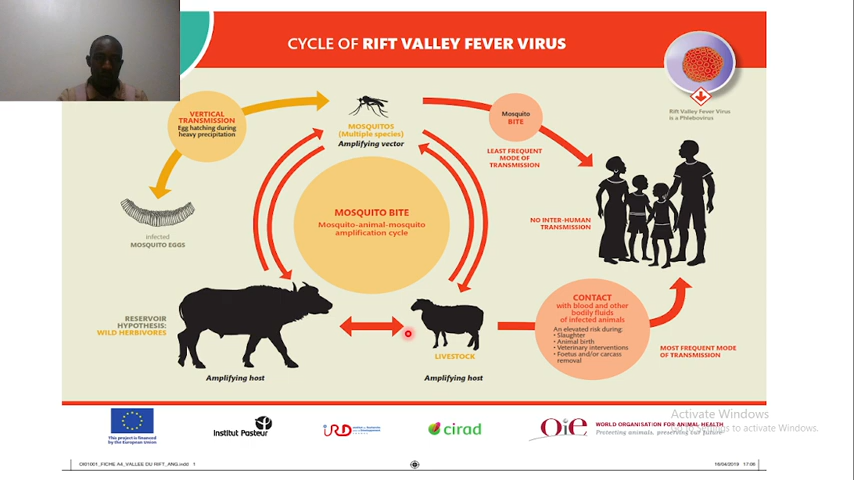 CYCLE OF RIFT VALLEY FEVER VIRUS
Rift Valley Fever Virus
is a Phlebovirus
VERTICAL
TRANSMISSION
Egg hatching during
heavy precipitation
MOSQUITOS
(Multiple species)
Amplifying vector
Mosquito
BITE
LEAST FREQUENT
MODE OF
TRANSMISSION
infected
MOSQUITO EGGS
MOSQUITO BITE
Mosquito-animal-mosquito
amplification cycle
NO INTER-HUMAN
TRANSMISSION
RESERVOIR
HYPOTHESIS:
WILD HERBIVORES
Amplifying host
LIVESTOCK
Amplifying host
CONTACT
with blood and other
bodily fluids
of infected animals
An elevated risk during:
• Slaughter
• Animal birth
• Veterinary interventions
• Foetus and/or carcass
removal
MOST FREQUENT MODE
OF TRANSMISSION
This project is financed
by the European Union
Institut Pasteur
IRD
cirad
Oie
WORLD ORGANISATION FOR ANIMAL HEALTH
Protecting animals, preserving our future
Activate Windows
to activate Windows.
OI01001_FICHE A4_VALLEE DU RIFT_ANG.indd 1
16/04/2019 17:06